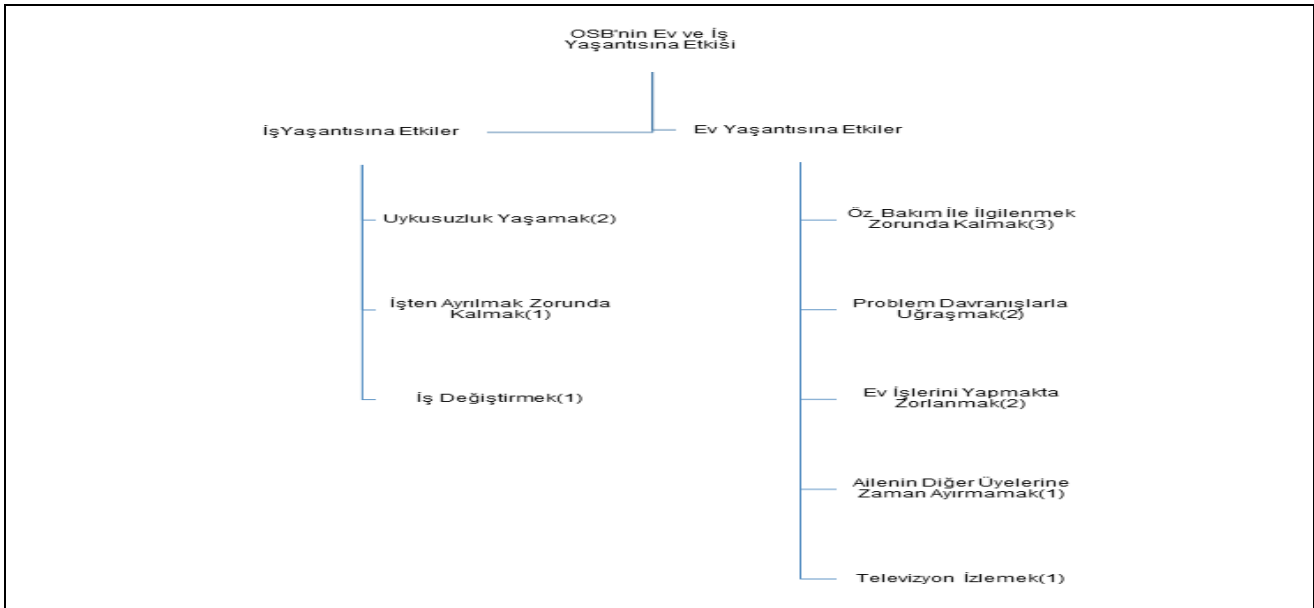 OSB'nin Ev ve İş
Yaşantısına Etkisi
İşYaşantısına Etkiler
Uykusuzluk Yaşamak(2)
İşten Ayrılmak Zorunda
Kalmak(1)
İş Değiştirmek(1)
Ev Yaşantısına Etkiler
Öz Bakım İle İlgilenmek
Zorunda Kalmak(3)
Problem Davranışlarla
Uğraşmak(2)
Ev İşlerini Yapmakta
Zorlanmak(2)
Ailenin Diğer Üyelerine
Zaman Ayırmamak(1)
Televizyon İzlemek(1)